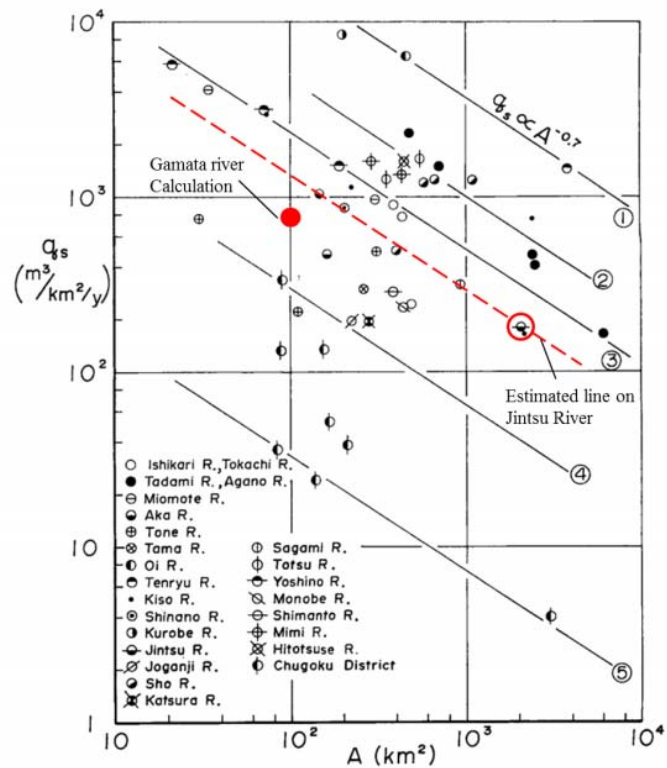 10⁴
10³
10²
10
1
qₛ
(m³/km²/y)
qₛ ∝ A⁻⁰·⁷
Gamata river
Calculation
①
②
③
④
⑤
Estimated line on
Jintsu River
Ishikari R.,Tokachi R.
Tadami R.,Agano R.
Miomote R.
Aka R.
Tone R.
Tama R.
Oi R.
Tenryu R.
Kiso R.
Shinano R.
Kurobe R.
Jintsu R.
Joganji R.
Sho R.
Katsura R.
Sagami R.
Totsu R.
Yoshino R.
Monobe R.
Shimanto R.
Mimi R.
Hitotsuse R.
Chugoku District
10
10²
10³
10⁴
A (km²)